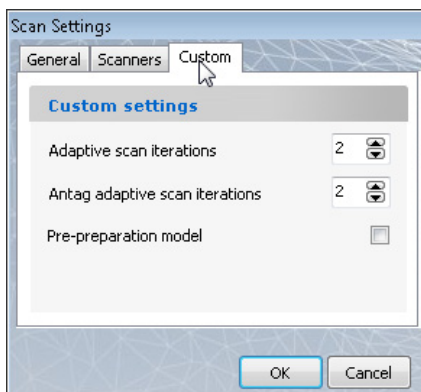 Scan Settings
General Scanners Custom
Custom settings
Adaptive scan iterations 2
Antag adaptive scan iterations 2
Pre-preparation model
OK Cancel